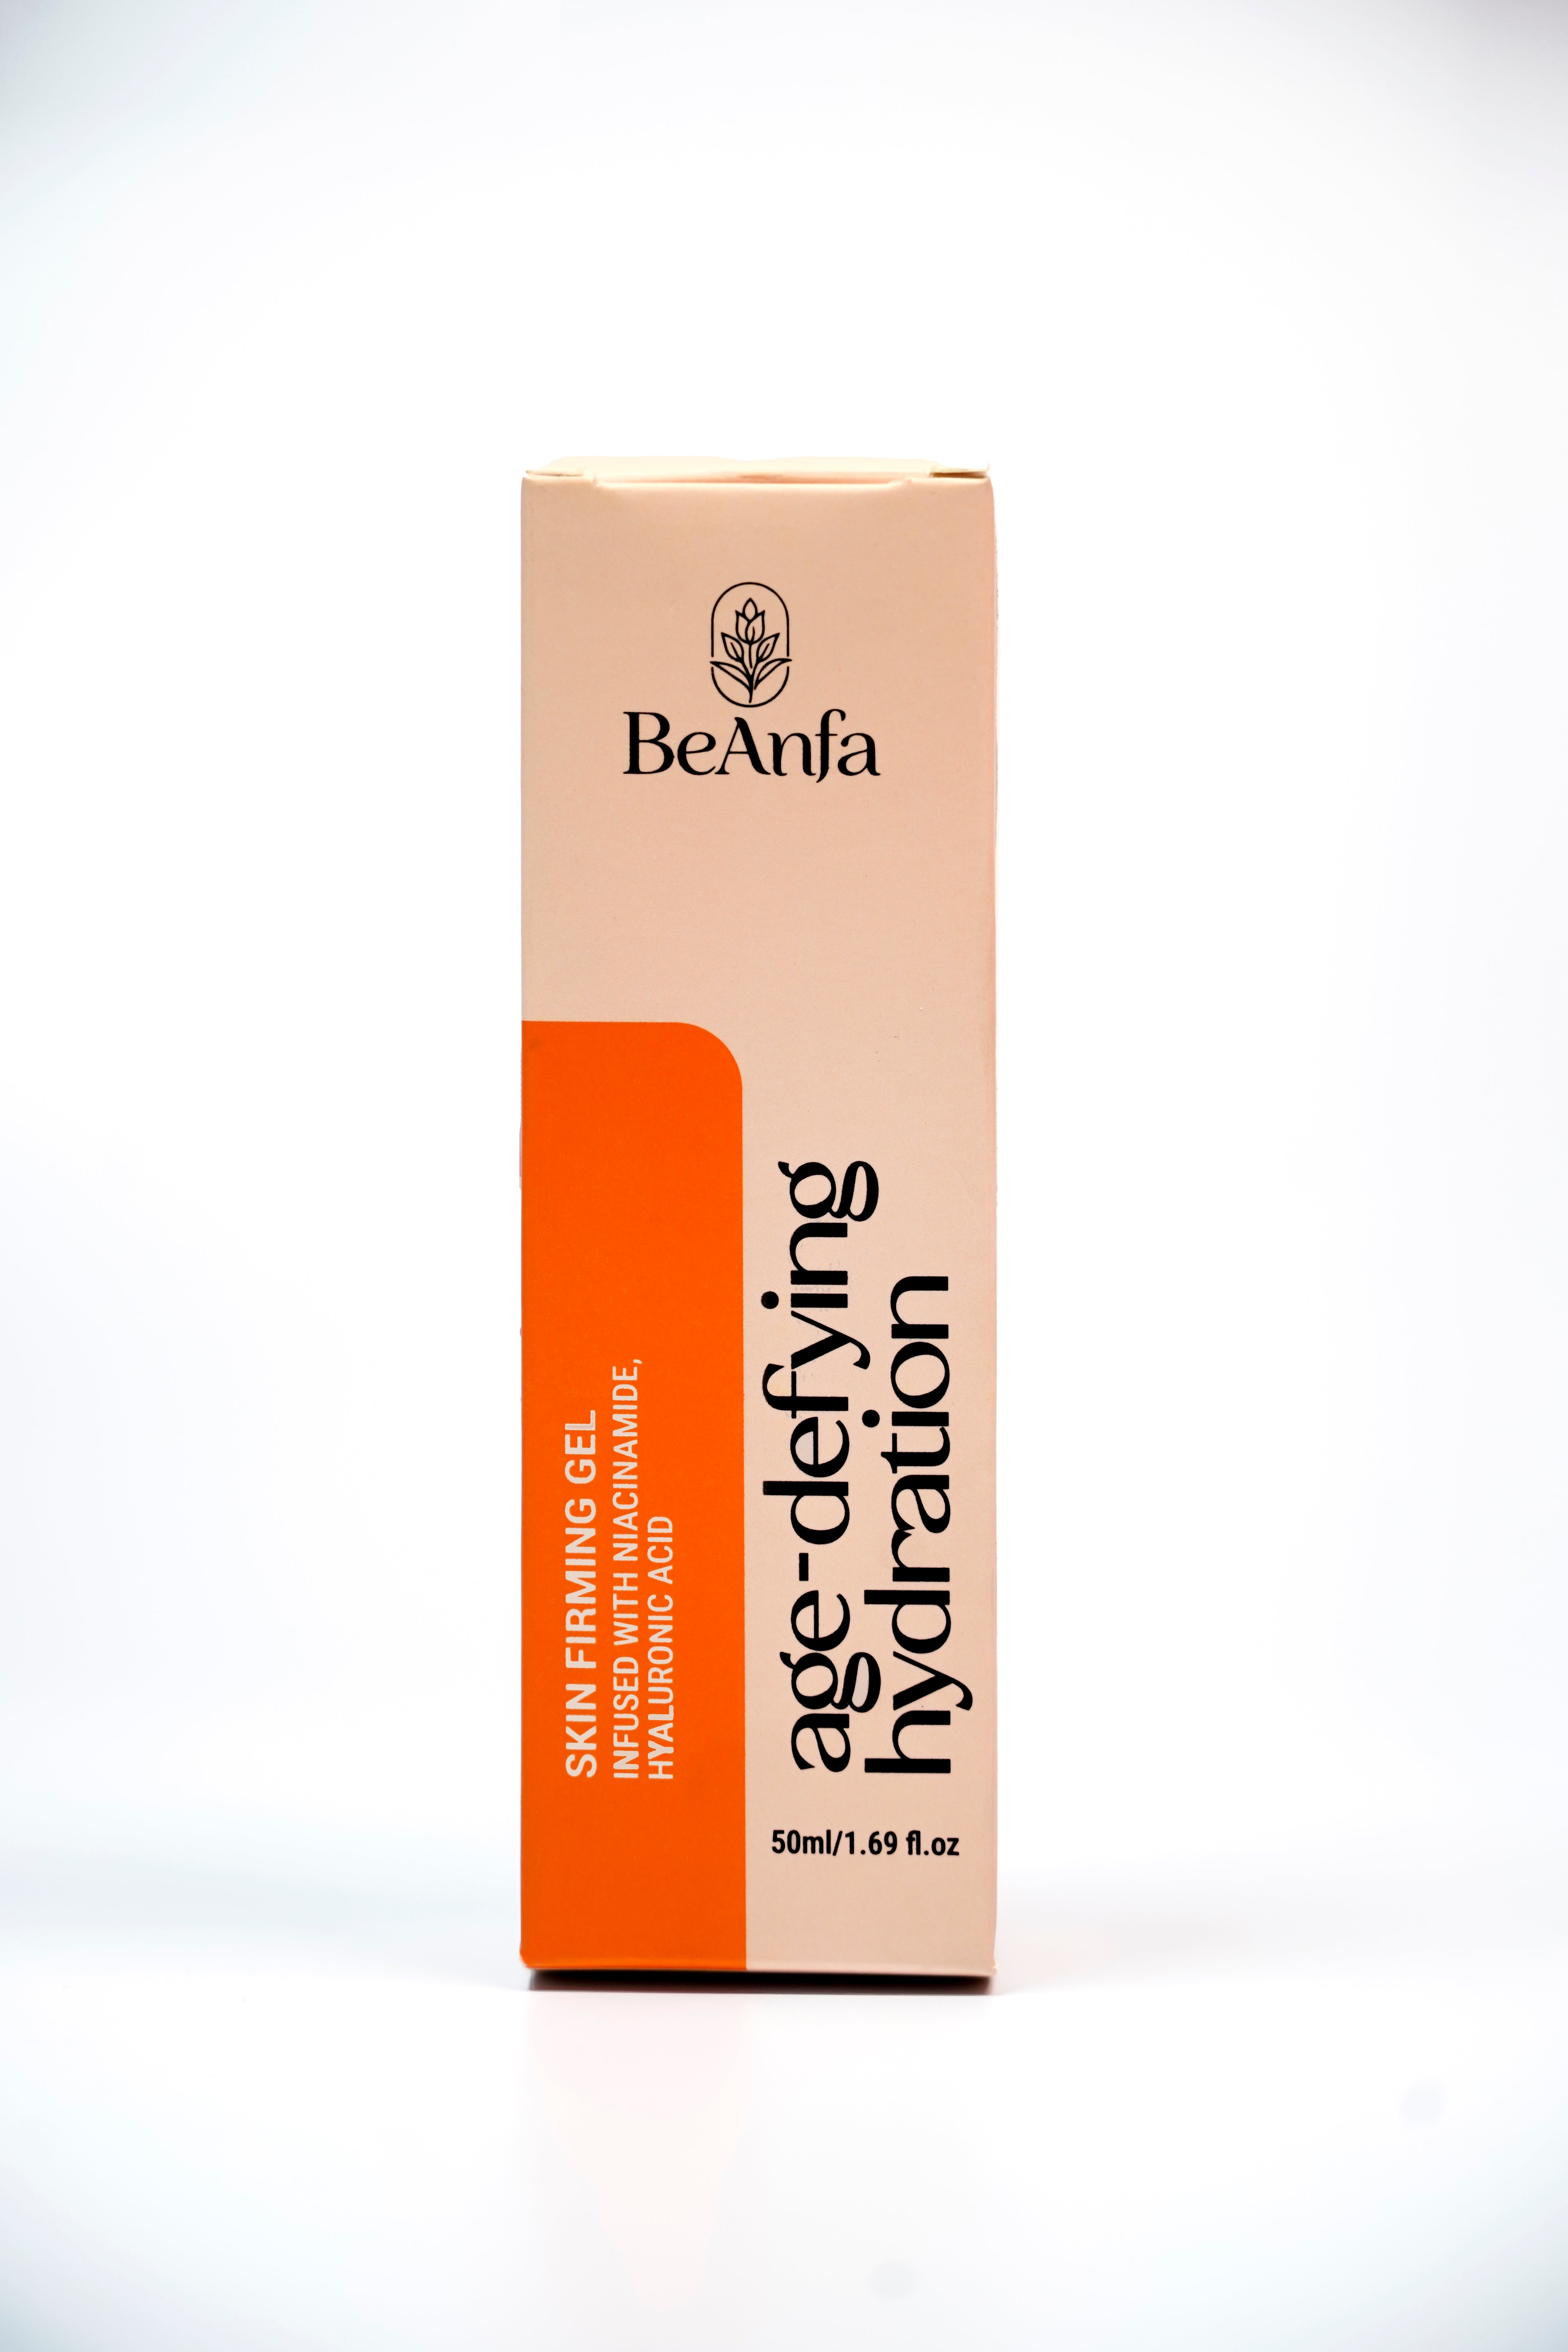 BeAnfa
SKIN FIRMING GEL
INFUSED WITH NIACINAMIDE,
HYALURONIC ACID
age-defying
hydration
50ml/1.69 fl.oz